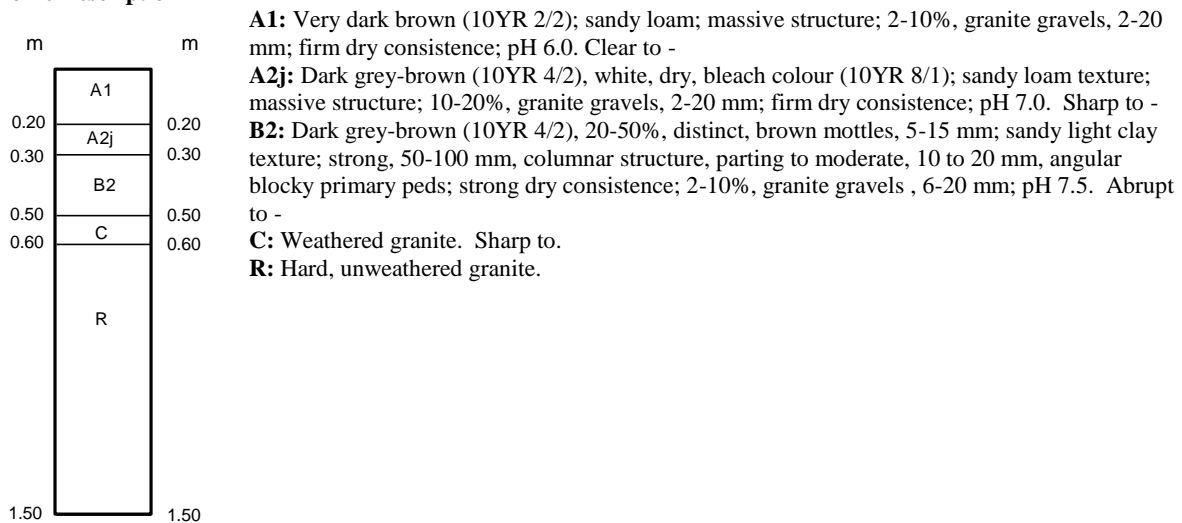 A1: Very dark brown (10YR 2/2); sandy loam; massive structure; 2-10%, granite gravels, 2-20
mm; firm dry consistence; pH 6.0. Clear to -
A2j: Dark grey-brown (10YR 4/2), white, dry, bleach colour (10YR 8/1); sandy loam texture;
massive structure; 10-20%, granite gravels, 2-20 mm; firm dry consistence; pH 7.0. Sharp to -
B2: Dark grey-brown (10YR 4/2), 20-50%, distinct, brown mottles, 5-15 mm; sandy light clay
texture; strong, 50-100 mm, columnar structure, parting to moderate, 10 to 20 mm, angular
blocky primary peds; strong dry consistence; 2-10%, granite gravels , 6-20 mm; pH 7.5. Abrupt
to -
C: Weathered granite. Sharp to.
R: Hard, unweathered granite.
m m
A1
0.20 0.20
A2j
0.30 0.30
B2
0.50 0.50
C
0.60 0.60
R
1.50 1.50